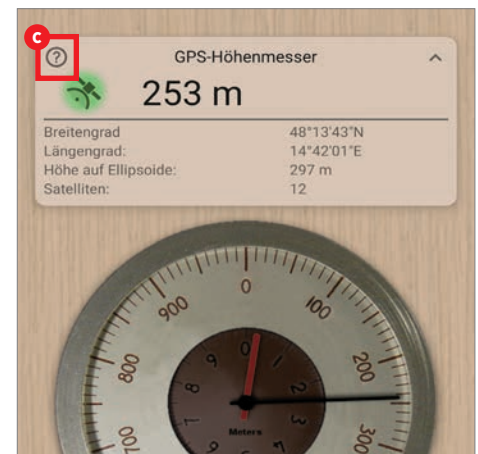 C
GPS-Höhenmesser
253 m
Breitengrad 48°13'43"N
Längengrad: 14°42'01"E
Höhe auf Ellipsoide: 297 m
Satelliten: 12
0
100
200
300
700
800
900
0
1
2
3
7
8
9
Meters